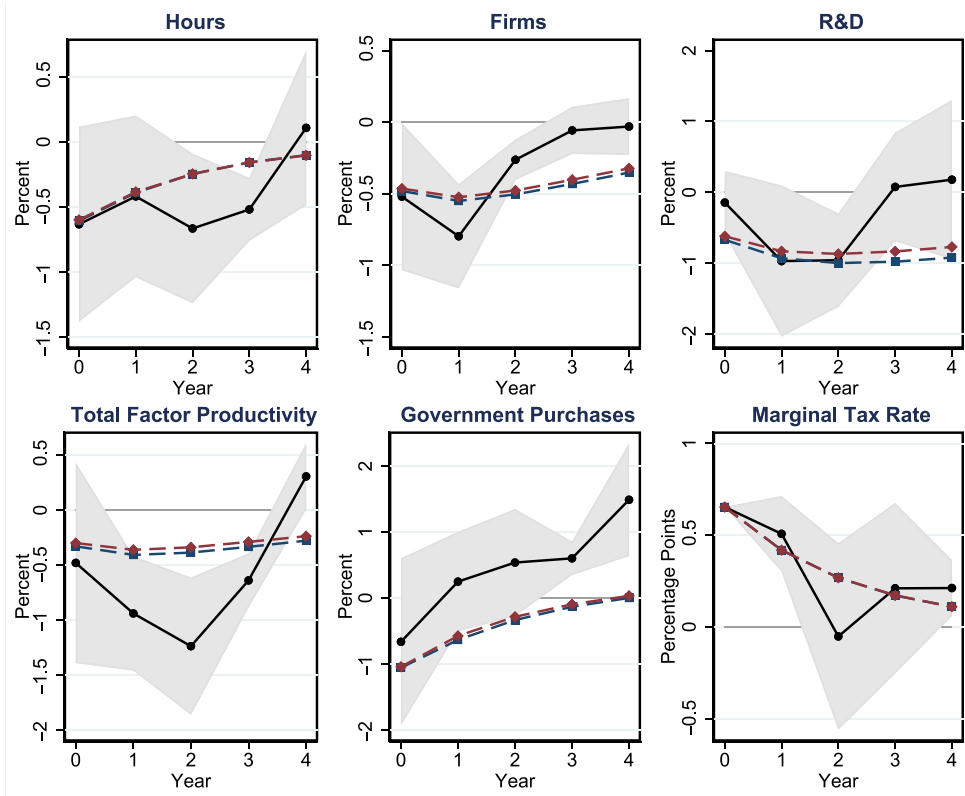 Hours
Percent
0.5
0
−0.5
−1
−1.5
0 1 2 3 4
Year
Firms
Percent
0.5
0
−0.5
−1
−1.5
0 1 2 3 4
Year
R&D
Percent
2
1
0
−1
−2
0 1 2 3 4
Year
Total Factor Productivity
Percent
0.5
0
−0.5
−1
−1.5
−2
0 1 2 3 4
Year
Government Purchases
Percent
2
1
0
−1
−2
0 1 2 3 4
Year
Marginal Tax Rate
Percentage Points
1
0.5
0
−0.5
0 1 2 3 4
Year